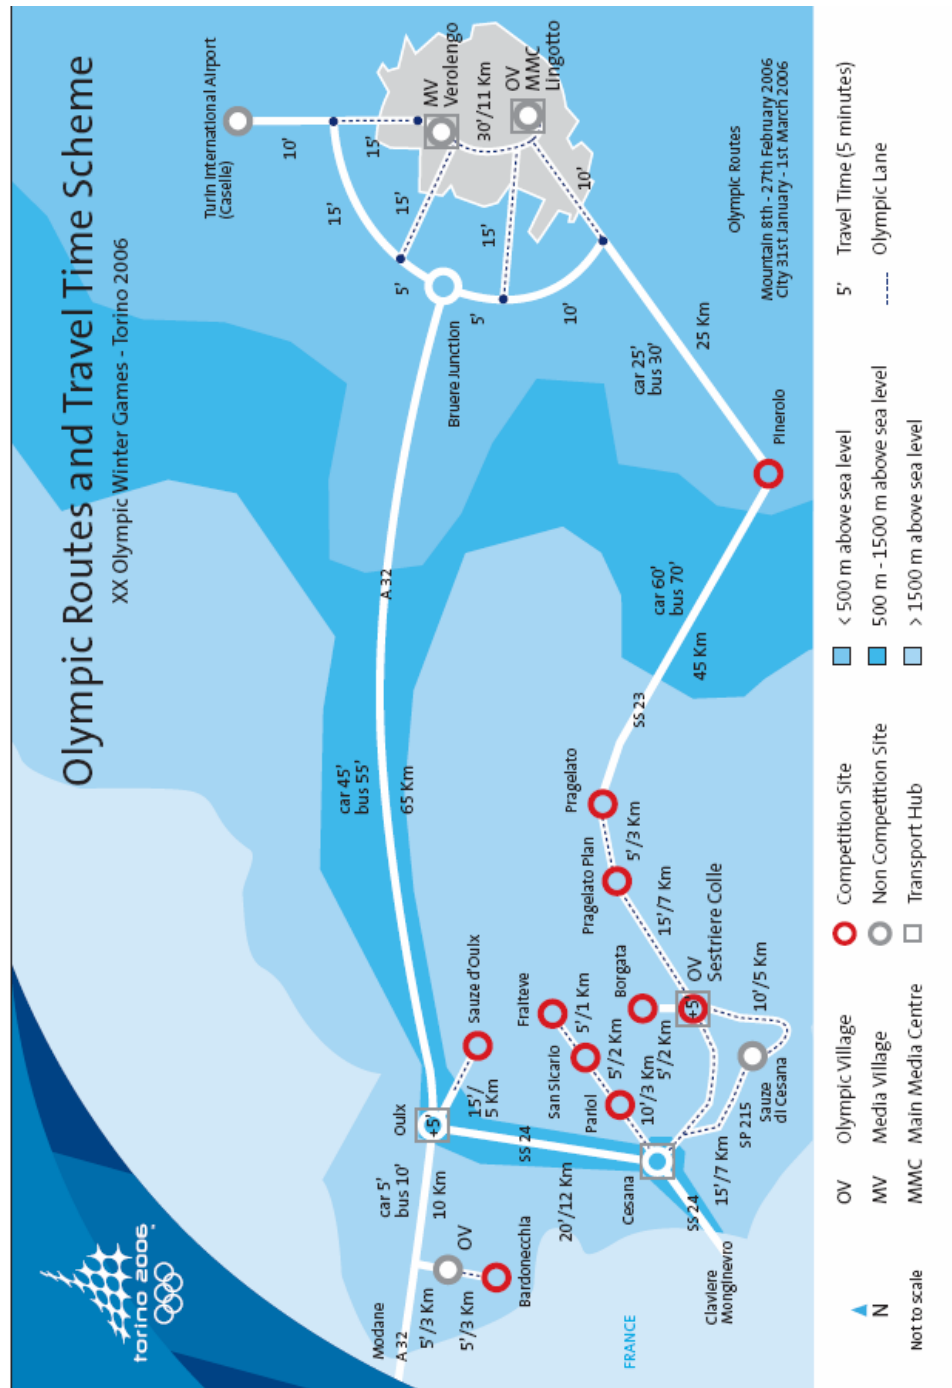 Olympic Routes and Travel Time Scheme
XX Olympic Winter Games - Torino 2006
torino 2006
Turin International Airport
(Caselle)
10'
15'
15'
MV
Verolengo
30'/11 Km
OV
MMC
Lingotto
15'
5'
15'
10'
5'
10'
Bruere Junction
A 32
car 45'
bus 55'
65 Km
car 25'
bus 30'
25 Km
Pinerolo
car 60'
bus 70'
45 Km
SS 23
Pragelato
5'/3 Km
Pragelato Plan
15'/7 Km
Oulx
+5'
Sauze d'Oulx
15'/
5 Km
Fraiteve
5'/1 Km
San Sicario
5'/2 Km
Pariol
10'/3 Km
Borgata
5'/2 Km
+5'
OV
Sestriere Colle
10'/5 Km
Sauze
di Cesana
SP 215
15'/7 Km
SS 24
20'/12 Km
Cesana
SS 24
Claviere
Monginevro
car 5'
bus 10'
10 Km
OV
Bardonecchia
5'/3 Km
5'/3 Km
Modane
A 32
FRANCE
Olympic Routes
Mountain 8th - 27th February 2006
City 31st January - 1st March 2006
N
Not to scale
OV Olympic Village
MV Media Village
MMC Main Media Centre
Competition Site
Non Competition Site
Transport Hub
< 500 m above sea level
500 m - 1500 m above sea level
> 1500 m above sea level
5' Travel Time (5 minutes)
Olympic Lane